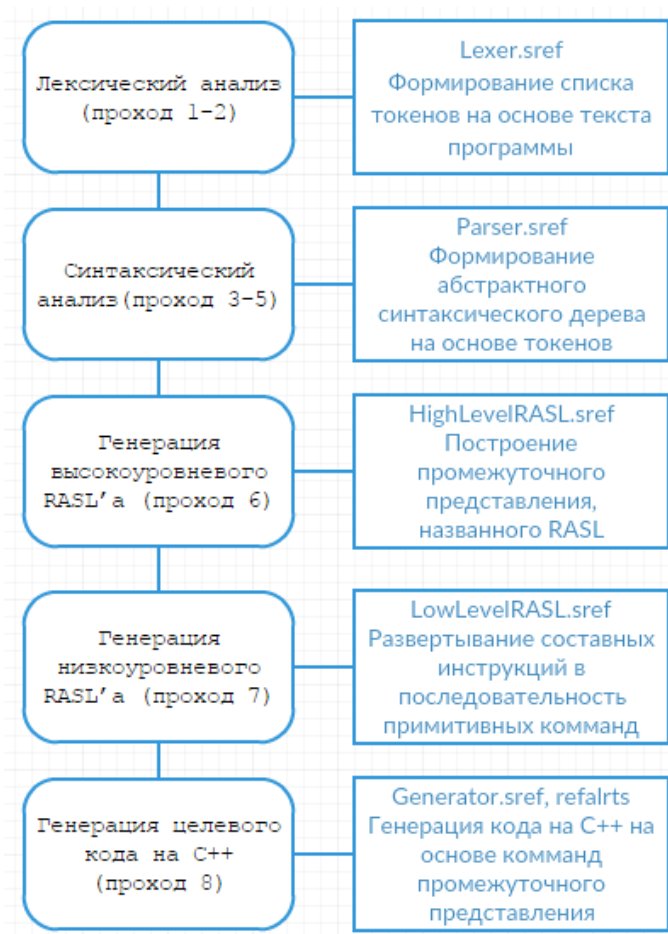 Лексический анализ
(проход 1-2)
Lexer.sref
Формирование списка
токенов на основе текста
программы
Синтаксический
анализ(проход 3-5)
Parser.sref
Формирование
абстрактного
синтаксического дерева
на основе токенов
Генерация
высокоуровневого
RASL’а (проход 6)
HighLevelRASL.sref
Построение
промежуточного
представления,
названного RASL
Генерация
низкоуровневого
RASL’а (проход 7)
LowLevelRASL.sref
Развертывание составных
инструкций в
последовательность
примитивных комманд
Генерация целевого
кода на C++
(проход 8)
Generator.sref, refalrts
Генерация кода на C++ на
основе комманд
промежуточного
представления